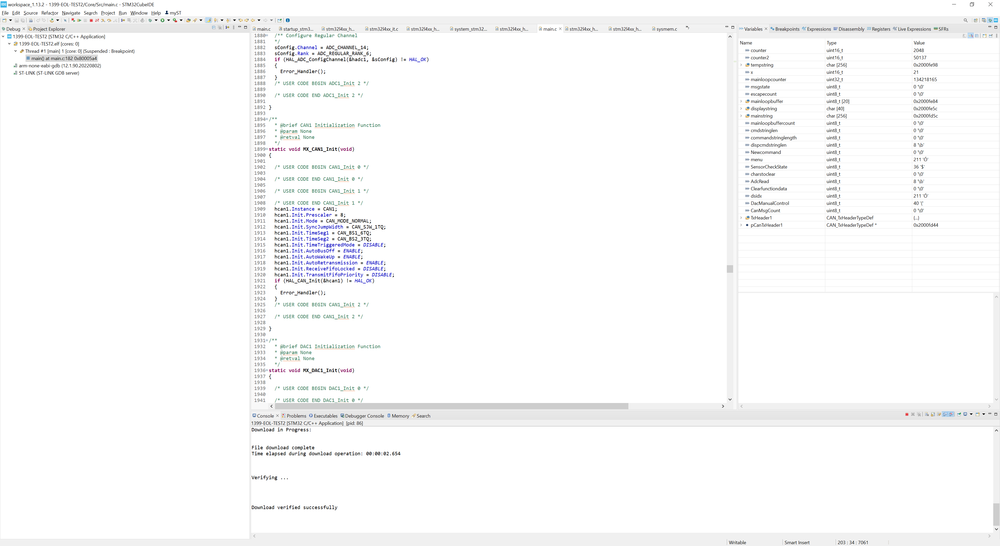 workspace_1.13.2 - 1399-EOL-TEST2/Core/Src/main.c - STM32CubeIDE
File Edit Source Refactor Navigate Search Project Run Window Help myST
Debug Project Explorer
1399-EOL-TEST2 [STM32 C/C++ Application]
1399-EOL-TEST2.elf [cores: 0]
Thread #1 [main] 1 [core: 0] (Suspended : Breakpoint)
main() at main.c:182 0x80005a4
arm-none-eabi-gdb (12.1.90.20220802)
ST-LINK (ST-LINK GDB server)
main.c startup_stm3... stm32l4xx_h... stm32l4xx_it.c stm32l4xx_h... system_stm32... stm32l4xx_h... main.c stm32l4xx_h... stm32l4xx_h... sysmem.c
1880 /** Configure Regular Channel
1881 */
1882 sConfig.Channel = ADC_CHANNEL_14;
1883 sConfig.Rank = ADC_REGULAR_RANK_6;
1884 if (HAL_ADC_ConfigChannel(&hadc1, &sConfig) != HAL_OK)
1885 {
1886 Error_Handler();
1887 }
1888 /* USER CODE BEGIN ADC1_Init 2 */
1889
1890 /* USER CODE END ADC1_Init 2 */
1891
1892 }
1893
1894 /**
1895 * @brief CAN1 Initialization Function
1896 * @param None
1897 * @retval None
1898 */
1899 static void MX_CAN1_Init(void)
1900 {
1901
1902 /* USER CODE BEGIN CAN1_Init 0 */
1903
1904 /* USER CODE END CAN1_Init 0 */
1905
1906 /* USER CODE BEGIN CAN1_Init 1 */
1907
1908 /* USER CODE END CAN1_Init 1 */
1909 hcan1.Instance = CAN1;
1910 hcan1.Init.Prescaler = 8;
1911 hcan1.Init.Mode = CAN_MODE_NORMAL;
1912 hcan1.Init.SyncJumpWidth = CAN_SJW_1TQ;
1913 hcan1.Init.TimeSeg1 = CAN_BS1_6TQ;
1914 hcan1.Init.TimeSeg2 = CAN_BS2_3TQ;
1915 hcan1.Init.TimeTriggeredMode = DISABLE;
1916 hcan1.Init.AutoBusOff = ENABLE;
1917 hcan1.Init.AutoWakeUp = ENABLE;
1918 hcan1.Init.AutoRetransmission = ENABLE;
1919 hcan1.Init.ReceiveFifoLocked = DISABLE;
1920 hcan1.Init.TransmitFifoPriority = DISABLE;
1921 if (HAL_CAN_Init(&hcan1) != HAL_OK)
1922 {
1923 Error_Handler();
1924 }
1925 /* USER CODE BEGIN CAN1_Init 2 */
1926
1927 /* USER CODE END CAN1_Init 2 */
1928
1929 }
1930
1931 /**
1932 * @brief DAC1 Initialization Function
1933 * @param None
1934 * @retval None
1935 */
1936 static void MX_DAC1_Init(void)
1937 {
1938
1939 /* USER CODE BEGIN DAC1_Init 0 */
1940
1941 /* USER CODE END DAC1_Init 0 */
Variables Breakpoints Expressions Disassembly Registers Live Expressions SFRs
Name Type Value
counter uint16_t 2048
counter2 uint16_t 50137
tempstring char [256] 0x2000fe98
x uint16_t 21
mainloopcounter uint32_t 134218165
msgstate uint8_t 0 '\0'
escapecount uint8_t 0 '\0'
mainloopbuffer uint8_t [20] 0x2000fe84
displaystring char [40] 0x2000fe5c
mainstring char [256] 0x2000fd5c
mainloopbuffercount uint8_t 0 '\0'
cmdstringlen uint8_t 0 '\0'
commandstringlength uint8_t 0 '\0'
dispcmdstringlen uint8_t 8 '\b'
Newcommand uint8_t 0 '\0'
menu uint8_t 211 'Ó'
SensorCheckState uint8_t 36 '$'
charstoclear uint8_t 0 '\0'
AdcRead uint8_t 8 '\b'
Clearfunctiondata uint8_t 0 '\0'
dsidx uint8_t 211 'Ó'
DacManualControl uint8_t 40 '('
CanMsgCount uint8_t 0 '\0'
TxHeader1 CAN_TxHeaderTypeDef {...}
pCanTxHeader1 CAN_TxHeaderTypeDef * 0x2000fd44
Console Problems Executables Debugger Console Memory Search
1399-EOL-TEST2 [STM32 C/C++ Application] [pid: 86]
Download in Progress:
File download complete
Time elapsed during download operation: 00:00:02.654
Verifying ...
Download verified successfully
Writable Smart Insert 203 : 34 : 7061